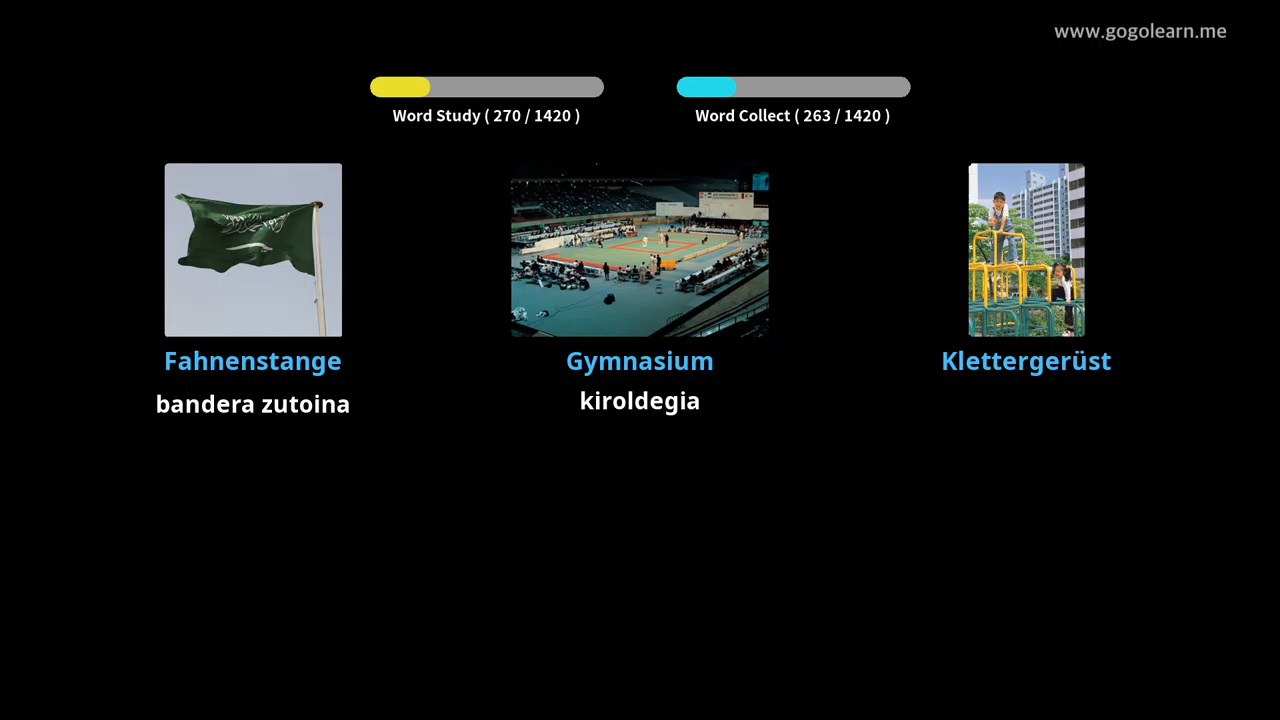 www.gogolearn.me
Word Study ( 270 / 1420 )
Word Collect ( 263 / 1420 )
Fahnenstange
Gymnasium
Klettergerüst
bandera zutoina
kiroldegia